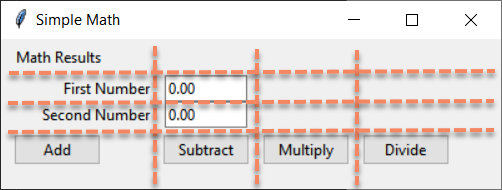 Simple Math
Math Results
First Number 0.00
Second Number 0.00
Add Subtract Multiply Divide